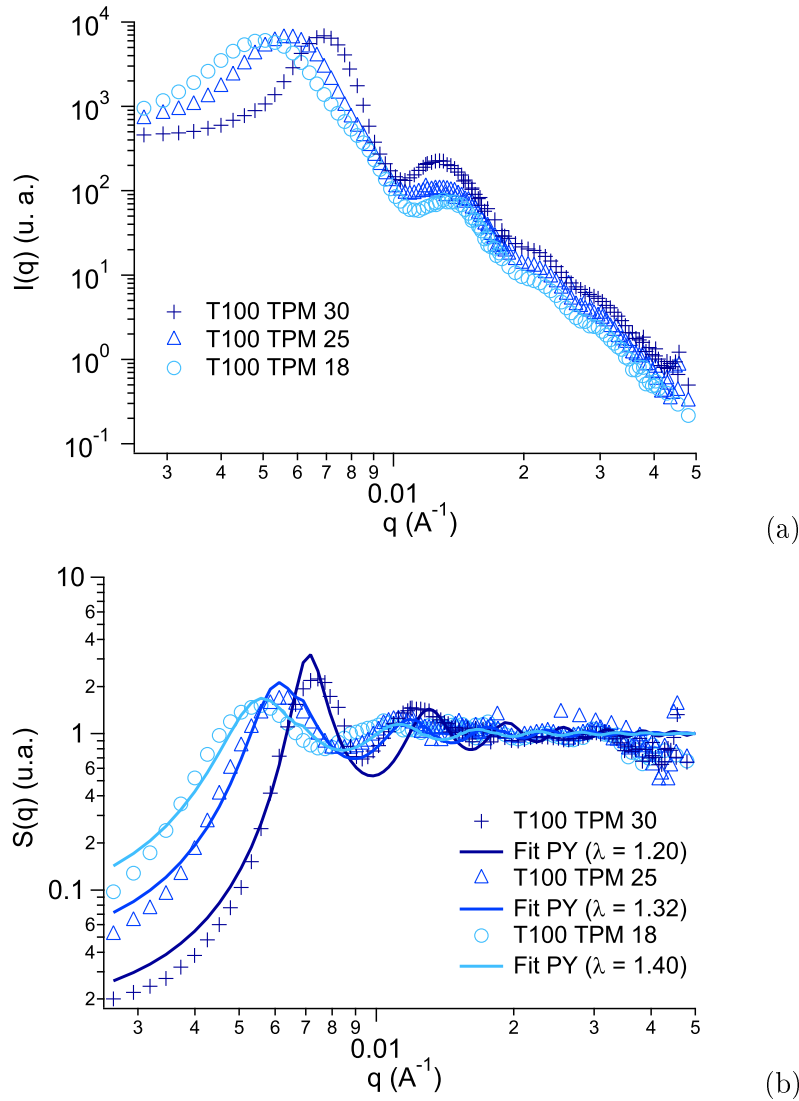 10^4
10^3
10^2
10^1
10^0
10^-1
I(q) (u. a.)
T100 TPM 30
T100 TPM 25
T100 TPM 18
3 4 5 6 7 8 9 2 3 4 5
0.01
q (A^-1)
(a)
10
6
4
2
1
6
4
2
0.1
6
4
2
S(q) (u.a.)
T100 TPM 30
Fit PY (λ = 1.20)
T100 TPM 25
Fit PY (λ = 1.32)
T100 TPM 18
Fit PY (λ = 1.40)
3 4 5 6 7 8 9 2 3 4 5
0.01
q (A^-1)
(b)